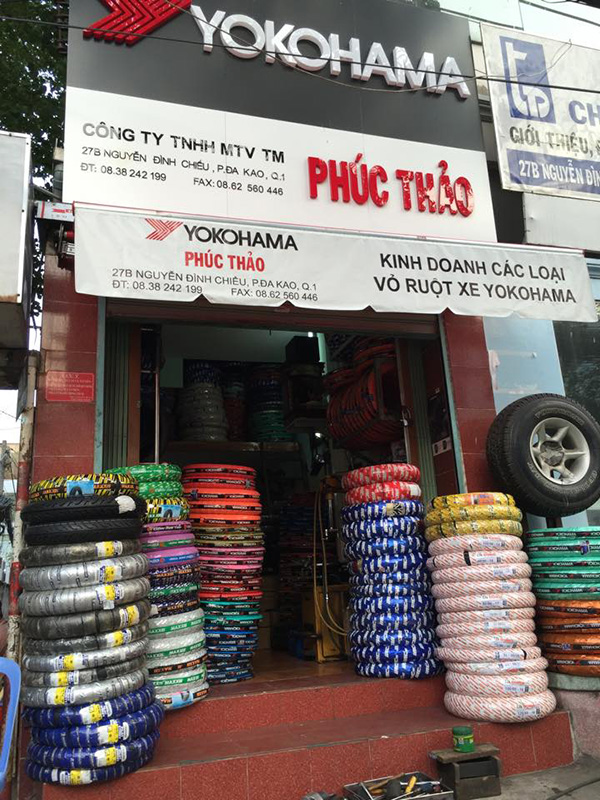 YOKOHAMA
CÔNG TY TNHH MTV TM
27B NGUYỄN ĐÌNH CHIỂU , P.ĐA KAO, Q.1
ĐT: 08.38 242 199 FAX: 08.62 560 446
PHÚC THẢO
YOKOHAMA
PHÚC THẢO
27B NGUYỄN ĐÌNH CHIỂU, P.ĐA KAO, Q.1
ĐT: 08.38 242 199 FAX: 08.62 560 446
KINH DOANH CÁC LOẠI
VỎ RUỘT XE YOKOHAMA
CH
GIỚI THIỆU,
27B NGUYỄN ĐÌN